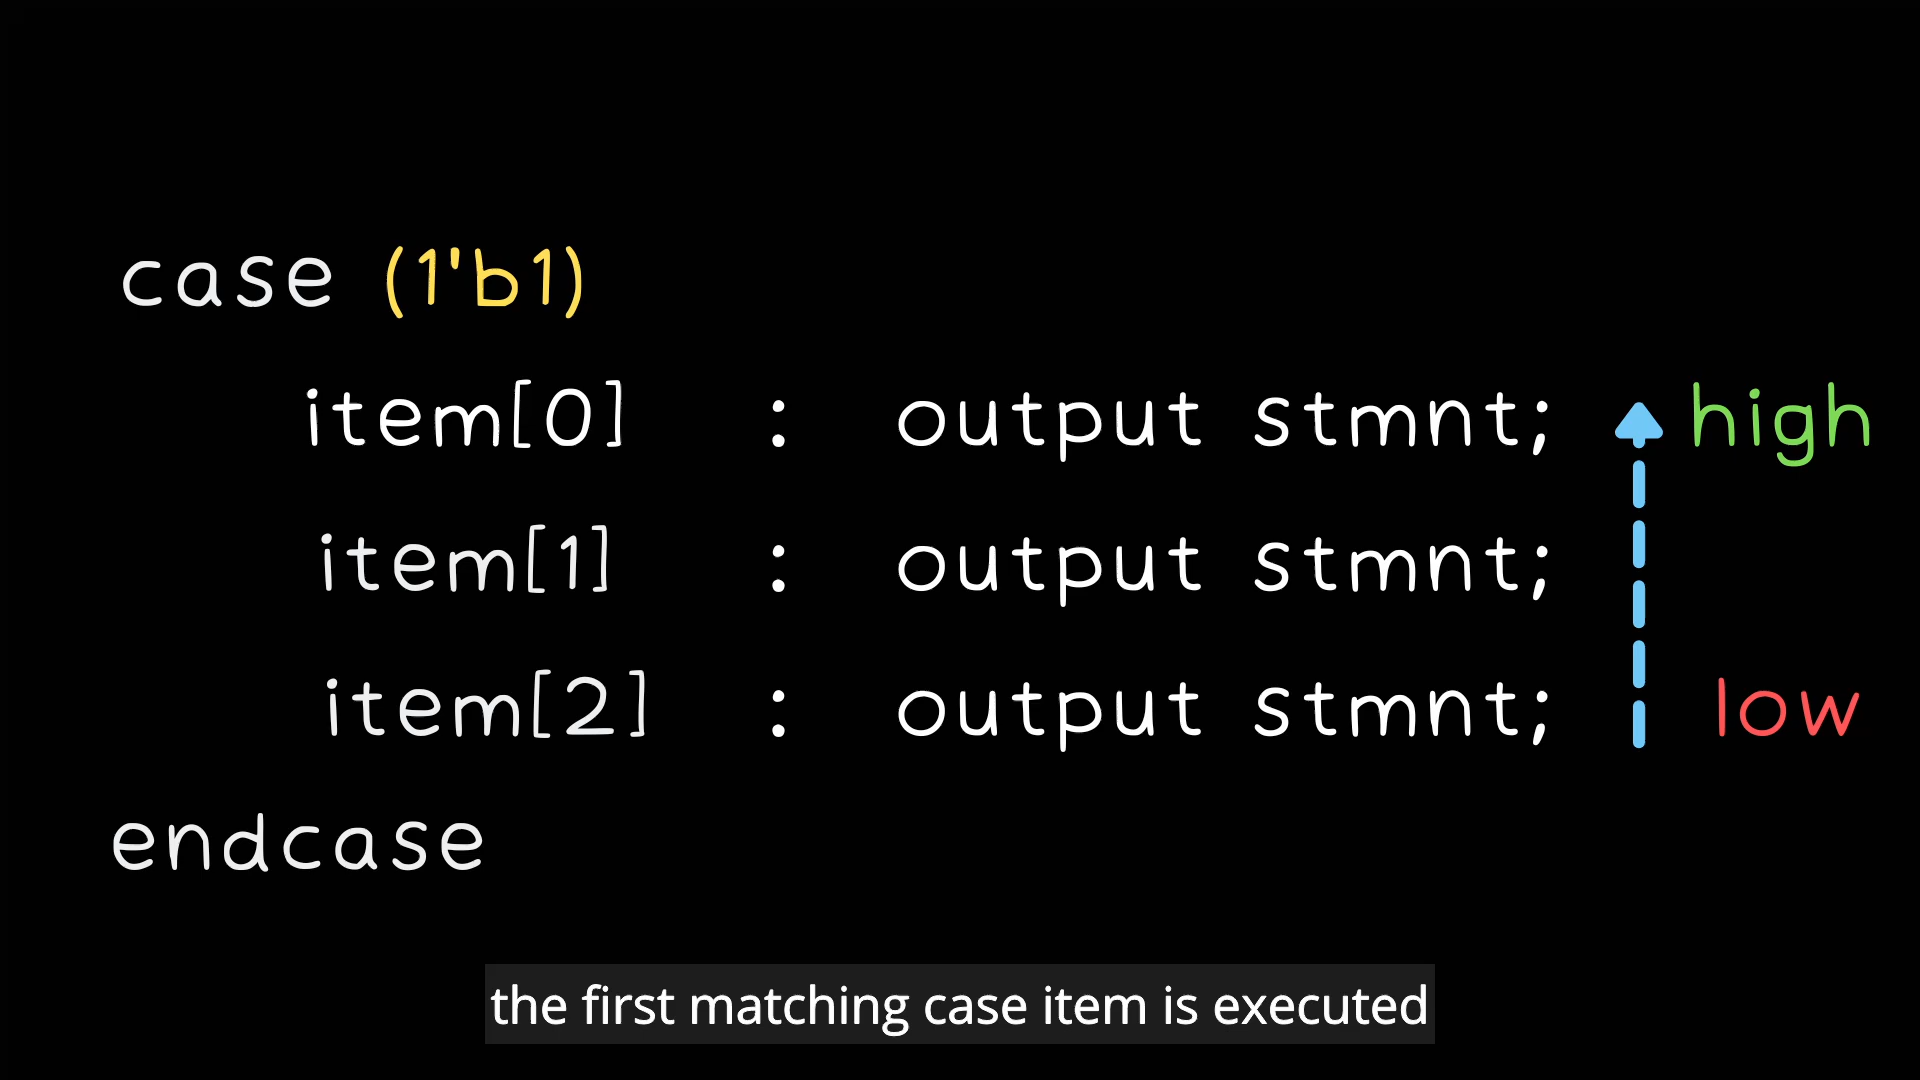 case (1'b1)
item[0] : output stmnt; high
item[1] : output stmnt;
item[2] : output stmnt; low
endcase
the first matching case item is executed